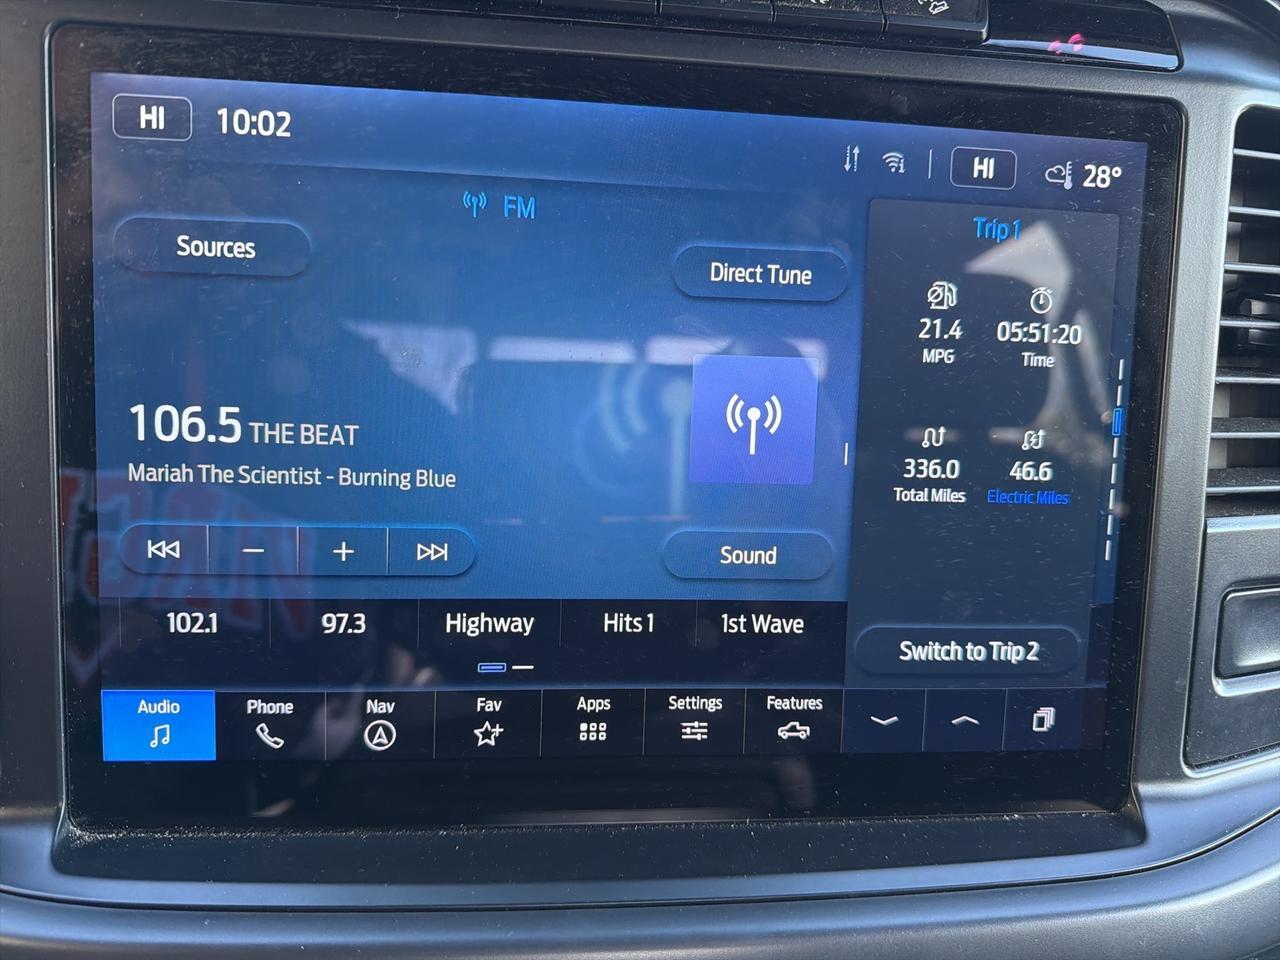 HI 10:02
HI 28°
FM
Sources
Direct Tune
106.5 THE BEAT
Mariah The Scientist - Burning Blue
Sound
102.1 97.3 Highway Hits 1 1st Wave
Trip 1
21.4 05:51:20
MPG Time
336.0 46.6
Total Miles Electric Miles
Switch to Trip 2
Audio Phone Nav Fav Apps Settings Features